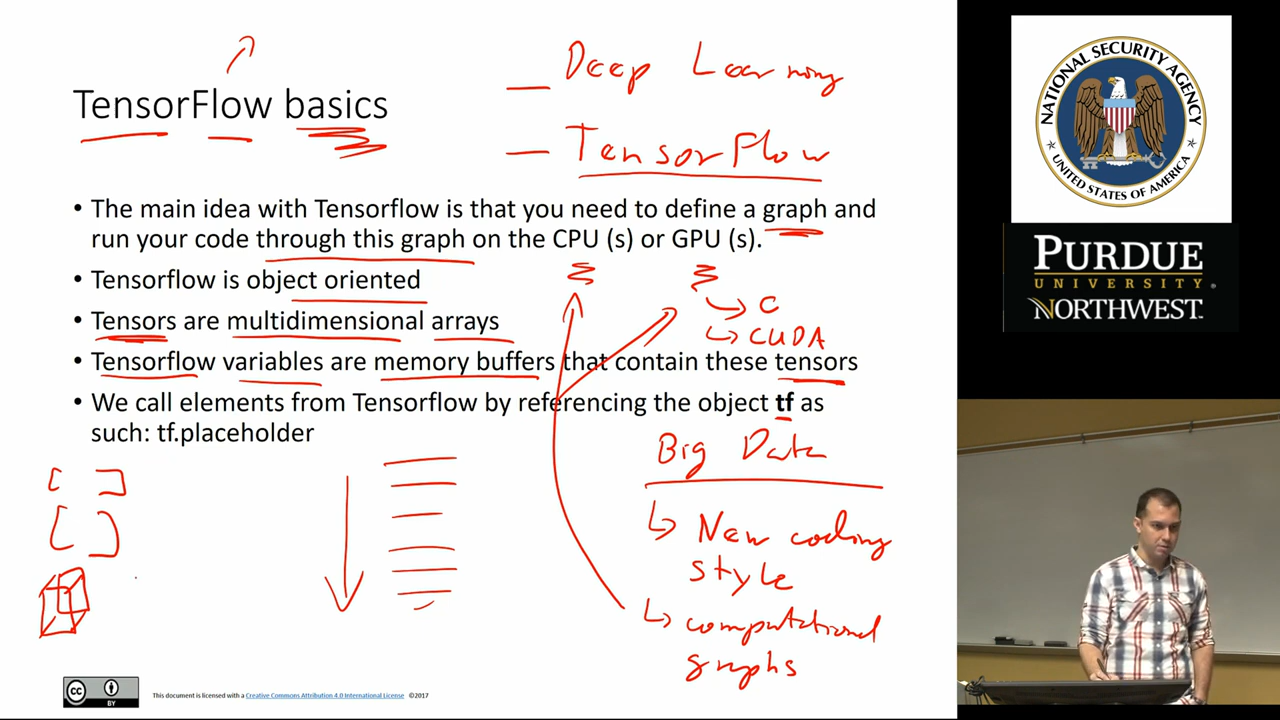 Deep Learning
TensorFlow basics
TensorFlow
• The main idea with Tensorflow is that you need to define a graph and
run your code through this graph on the CPU (s) or GPU (s).
• Tensorflow is object oriented
C
• Tensors are multidimensional arrays
CUDA
• Tensorflow variables are memory buffers that contain these tensors
• We call elements from Tensorflow by referencing the object tf as
such: tf.placeholder
Big Data
New coding
style
computational
graphs
This document is licensed with a Creative Commons Attribution 4.0 International License ©2017
cc
BY
NATIONAL SECURITY AGENCY
UNITED STATES OF AMERICA
PURDUE
UNIVERSITY
NORTHWEST